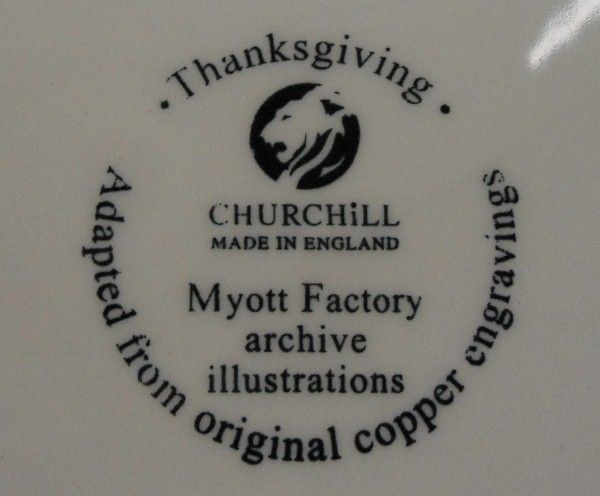 · Thanksgiving ·
CHURCHiLL
MADE IN ENGLAND
Myott Factory
archive
illustrations
Adapted from original copper engravings